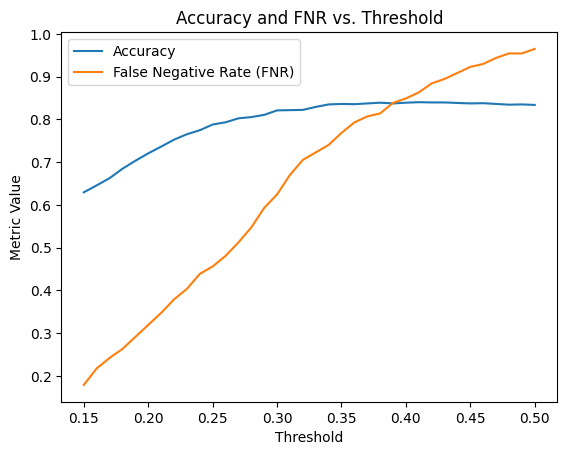 Accuracy and FNR vs. Threshold
Accuracy
False Negative Rate (FNR)
Metric Value
1.0
0.9
0.8
0.7
0.6
0.5
0.4
0.3
0.2
0.15 0.20 0.25 0.30 0.35 0.40 0.45 0.50
Threshold